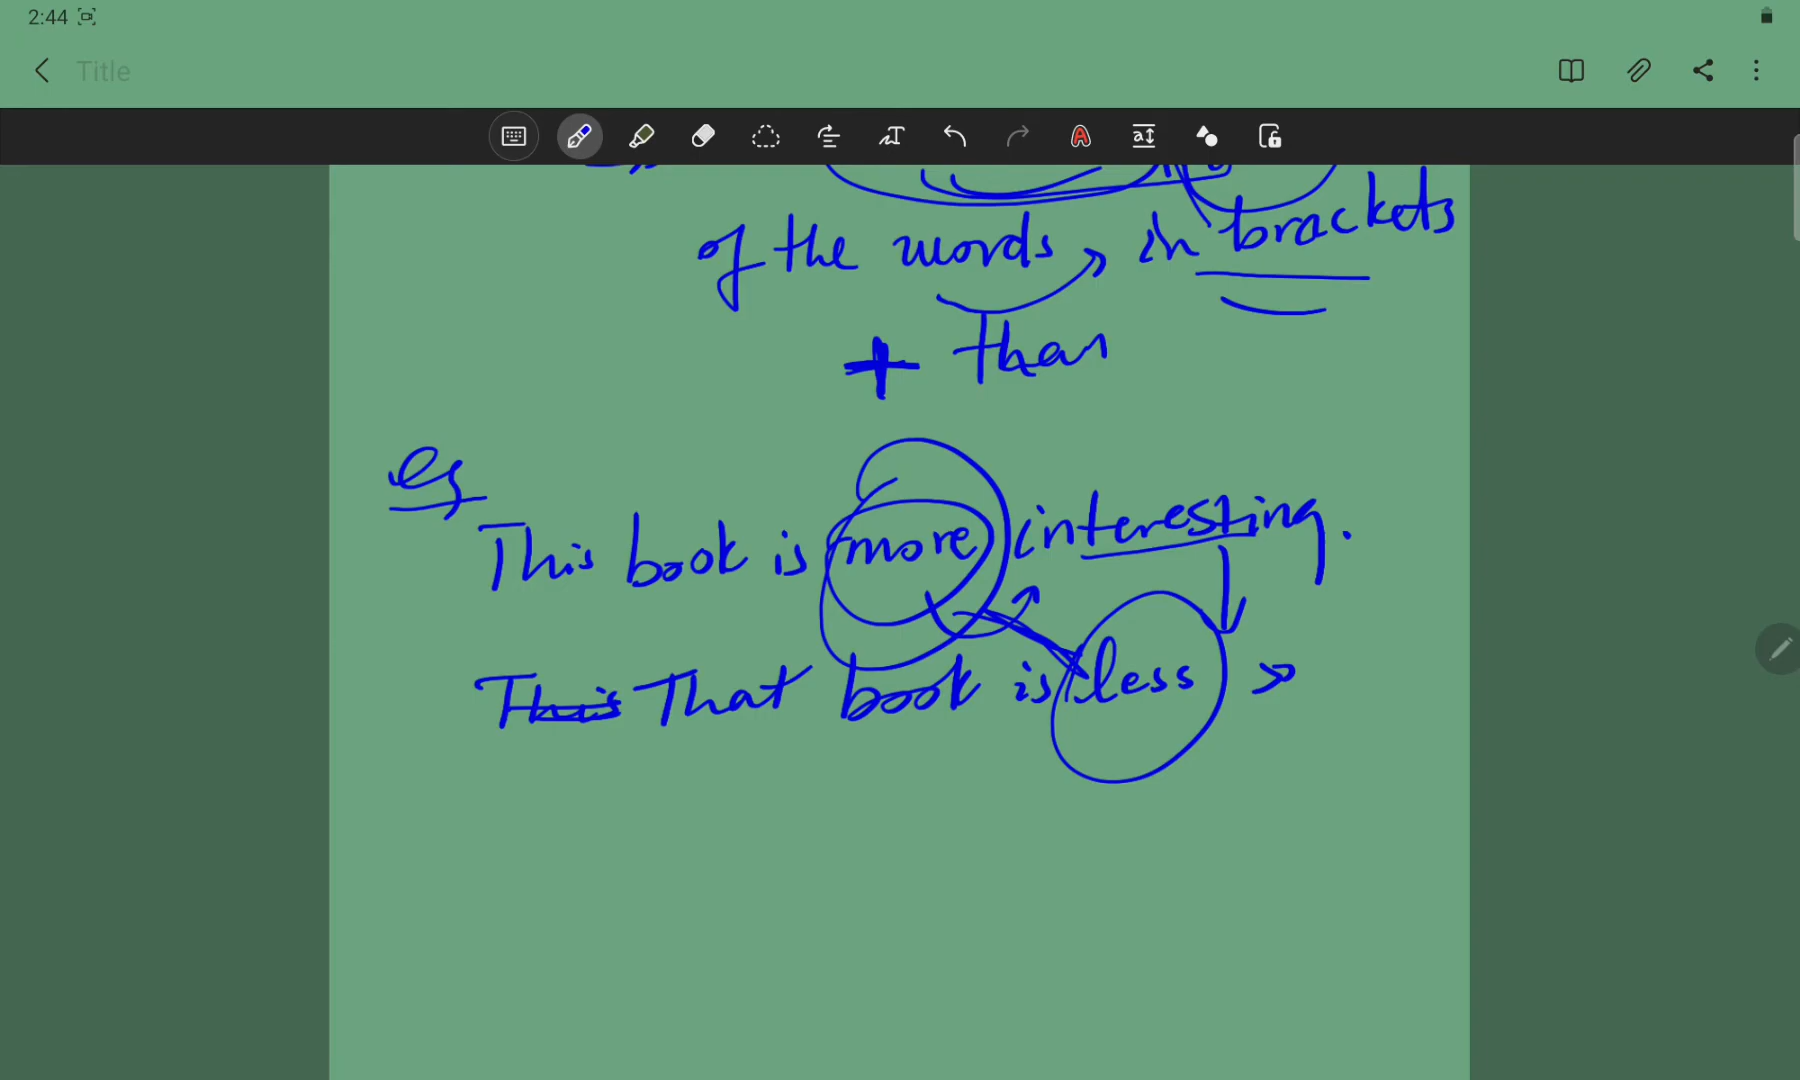 2:44
Title
of the words in brackets
+ than
eg
This book is more interesting.
This That book is less